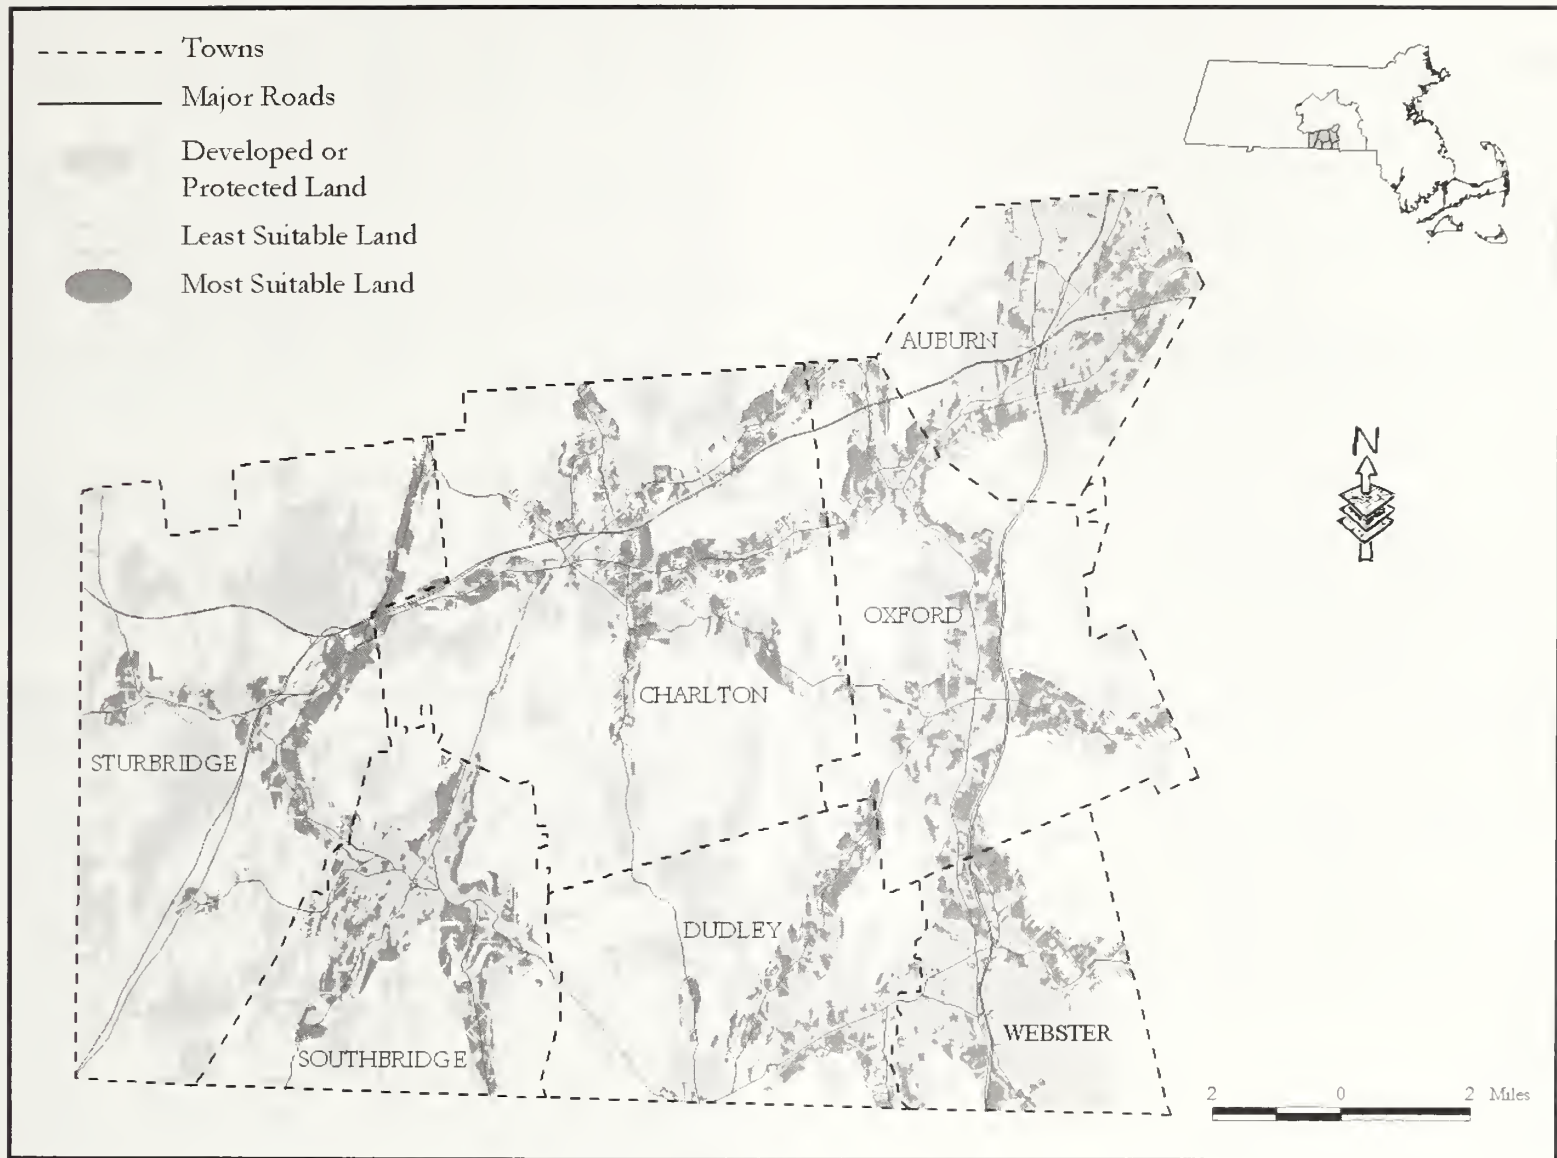 Towns
Major Roads
Developed or
Protected Land
Least Suitable Land
Most Suitable Land
AUBURN
N
OXFORD
CHARLTON
STURBRIDGE
DUDLEY
WEBSTER
SOUTHBRIDGE
2 0 2 Miles